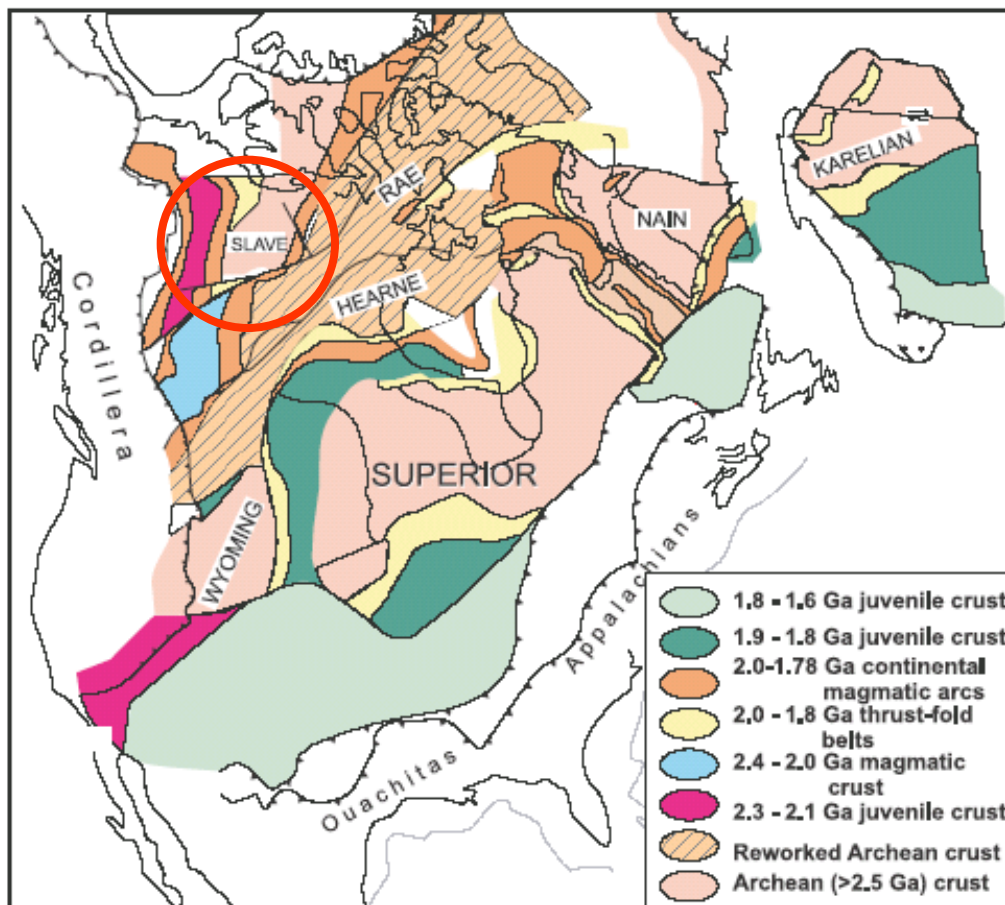 RAE
KARELIAN
NAIN
SLAVE
HEARNE
Cordillera
SUPERIOR
WYOMING
Appalachians
Ouachitas
1.8 - 1.6 Ga juvenile crust
1.9 - 1.8 Ga juvenile crust
2.0-1.78 Ga continental
magmatic arcs
2.0 - 1.8 Ga thrust-fold
belts
2.4 - 2.0 Ga magmatic
crust
2.3 - 2.1 Ga juvenile crust
Reworked Archean crust
Archean (>2.5 Ga) crust